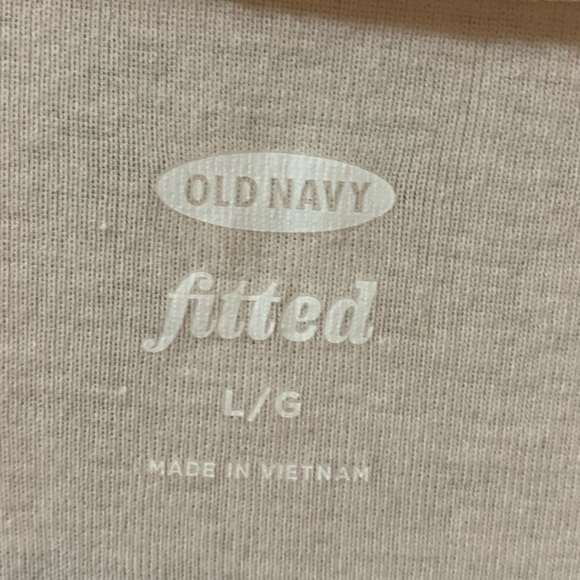 OLD NAVY
fitted
L/G
MADE IN VIETNAM